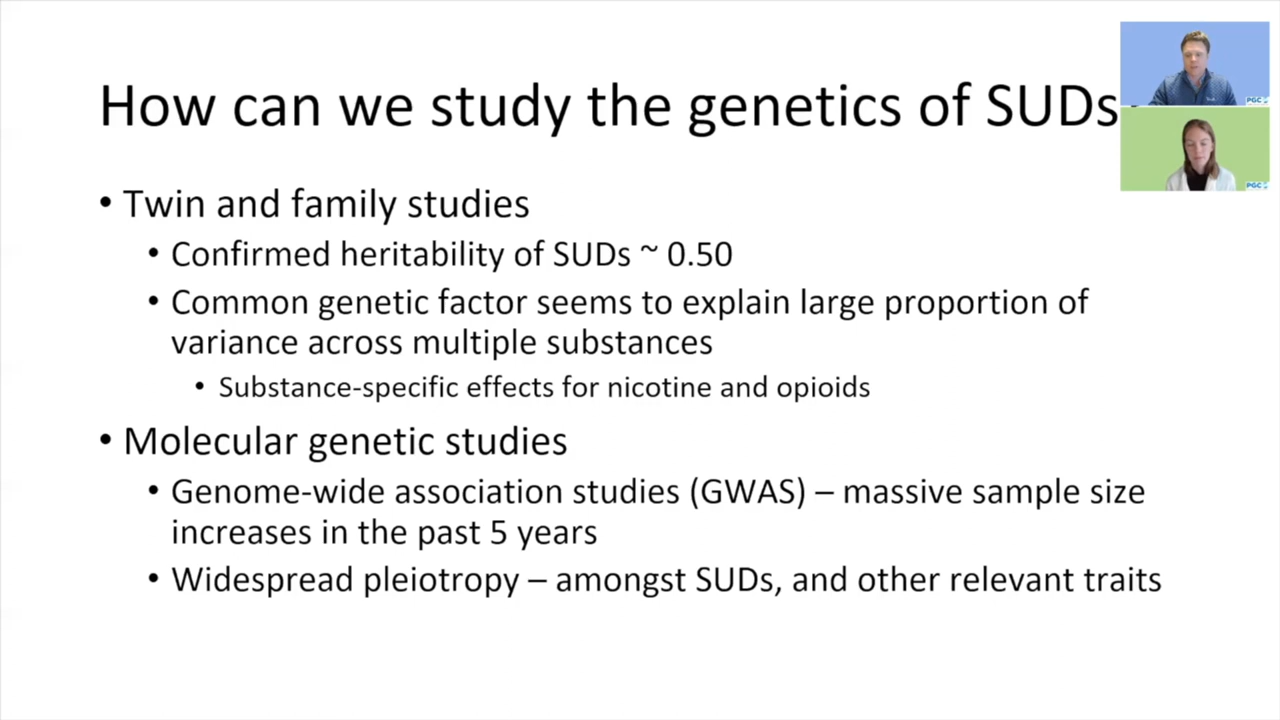 How can we study the genetics of SUDs
• Twin and family studies
• Confirmed heritability of SUDs ~ 0.50
• Common genetic factor seems to explain large proportion of
variance across multiple substances
• Substance-specific effects for nicotine and opioids
• Molecular genetic studies
• Genome-wide association studies (GWAS) – massive sample size
increases in the past 5 years
• Widespread pleiotropy – amongst SUDs, and other relevant traits
PGC
PGC